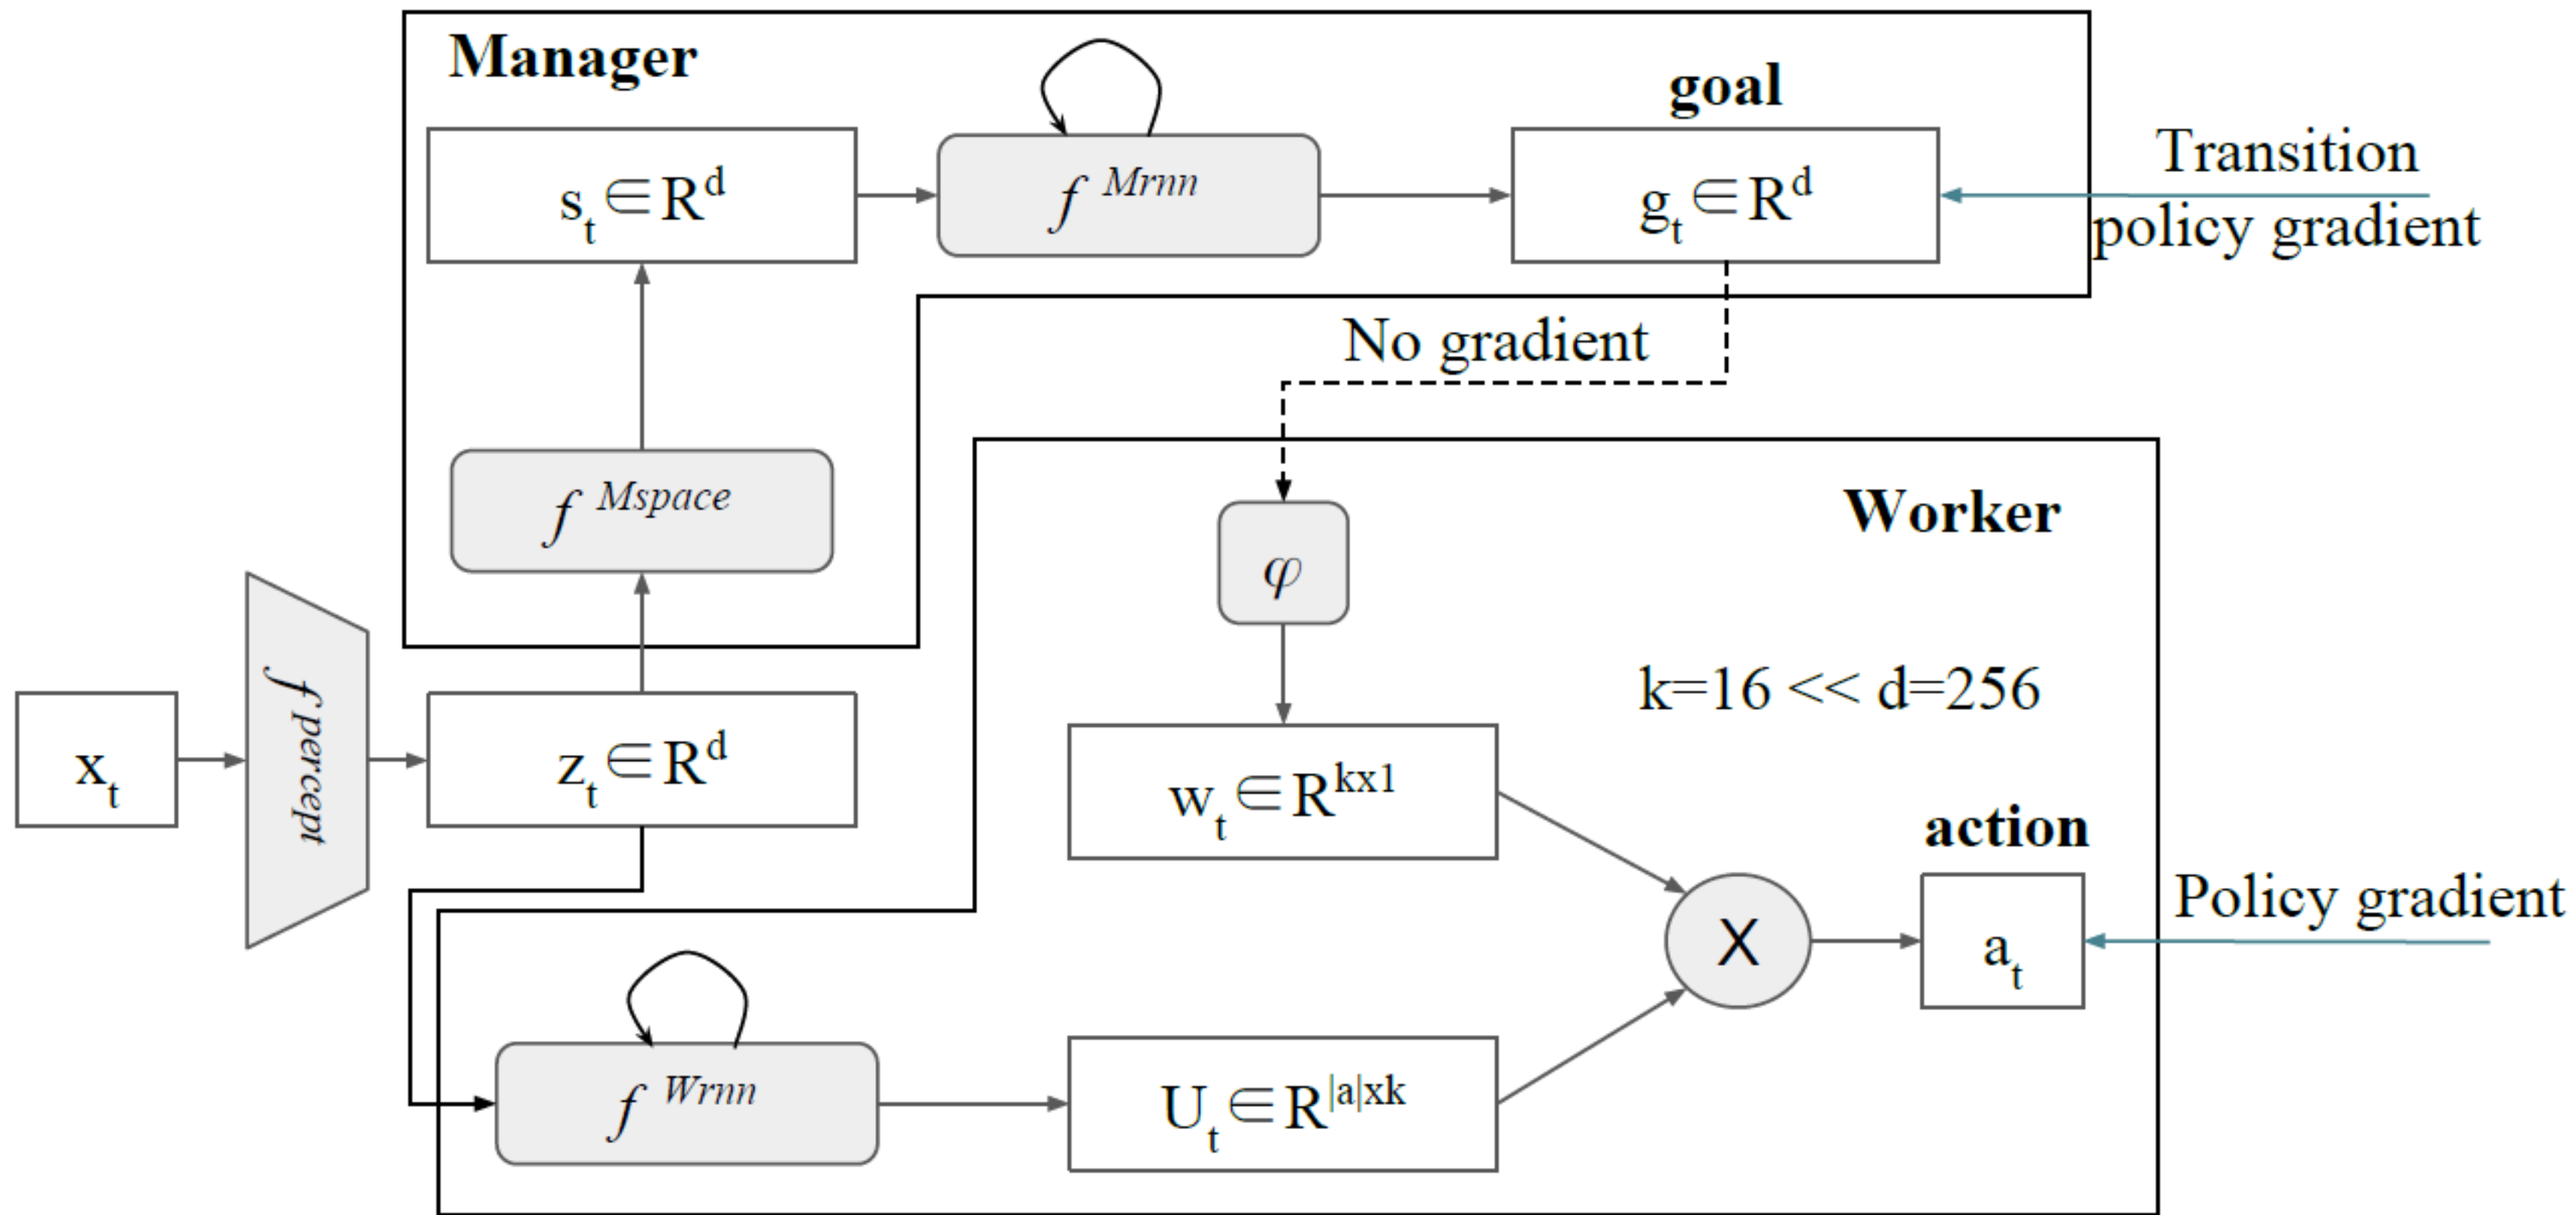 Manager
goal
s_t ∈ R^d
f ^Mrnn
g_t ∈ R^d
Transition
policy gradient
No gradient
f ^Mspace
Worker
φ
k=16 << d=256
x_t
f ^percept
z_t ∈ R^d
w_t ∈ R^kx1
action
X
a_t
Policy gradient
f ^Wrnn
U_t ∈ R^|a|xk